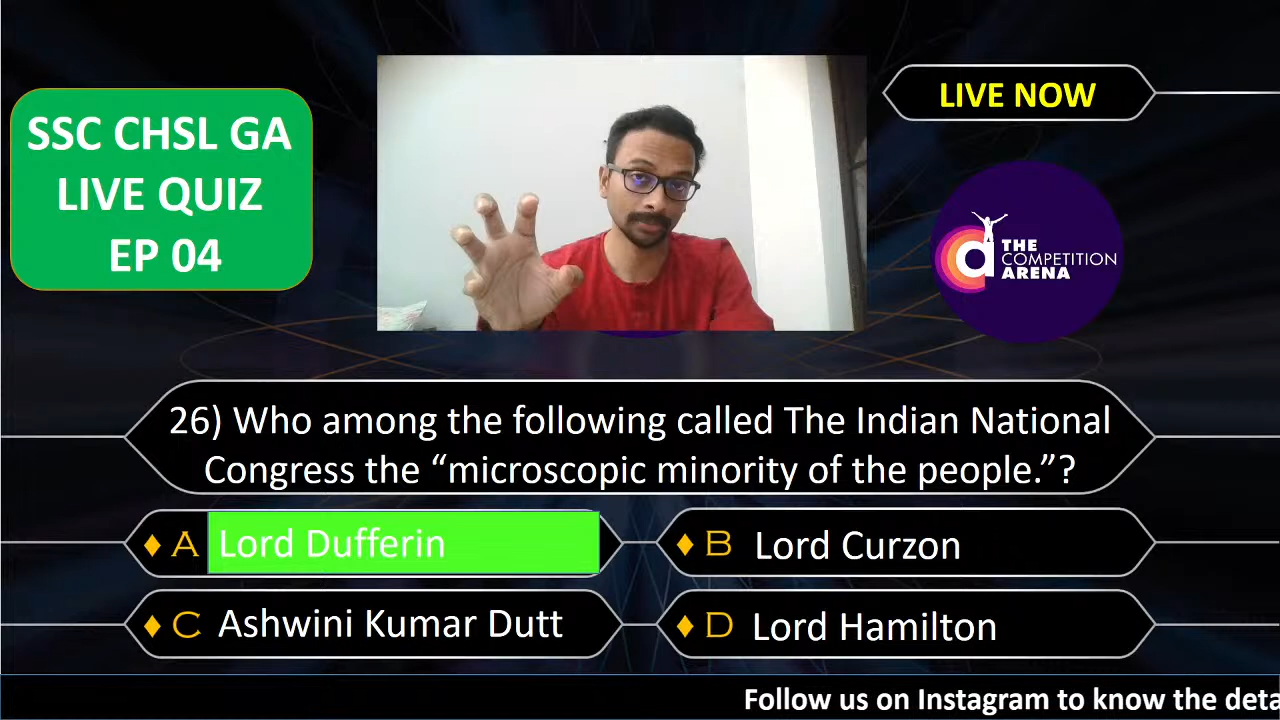 SSC CHSL GA
LIVE QUIZ
EP 04
LIVE NOW
THE
COMPETITION
ARENA
26) Who among the following called The Indian National
Congress the “microscopic minority of the people.”?
A Lord Dufferin
B Lord Curzon
C Ashwini Kumar Dutt
D Lord Hamilton
Follow us on Instagram to know the deta